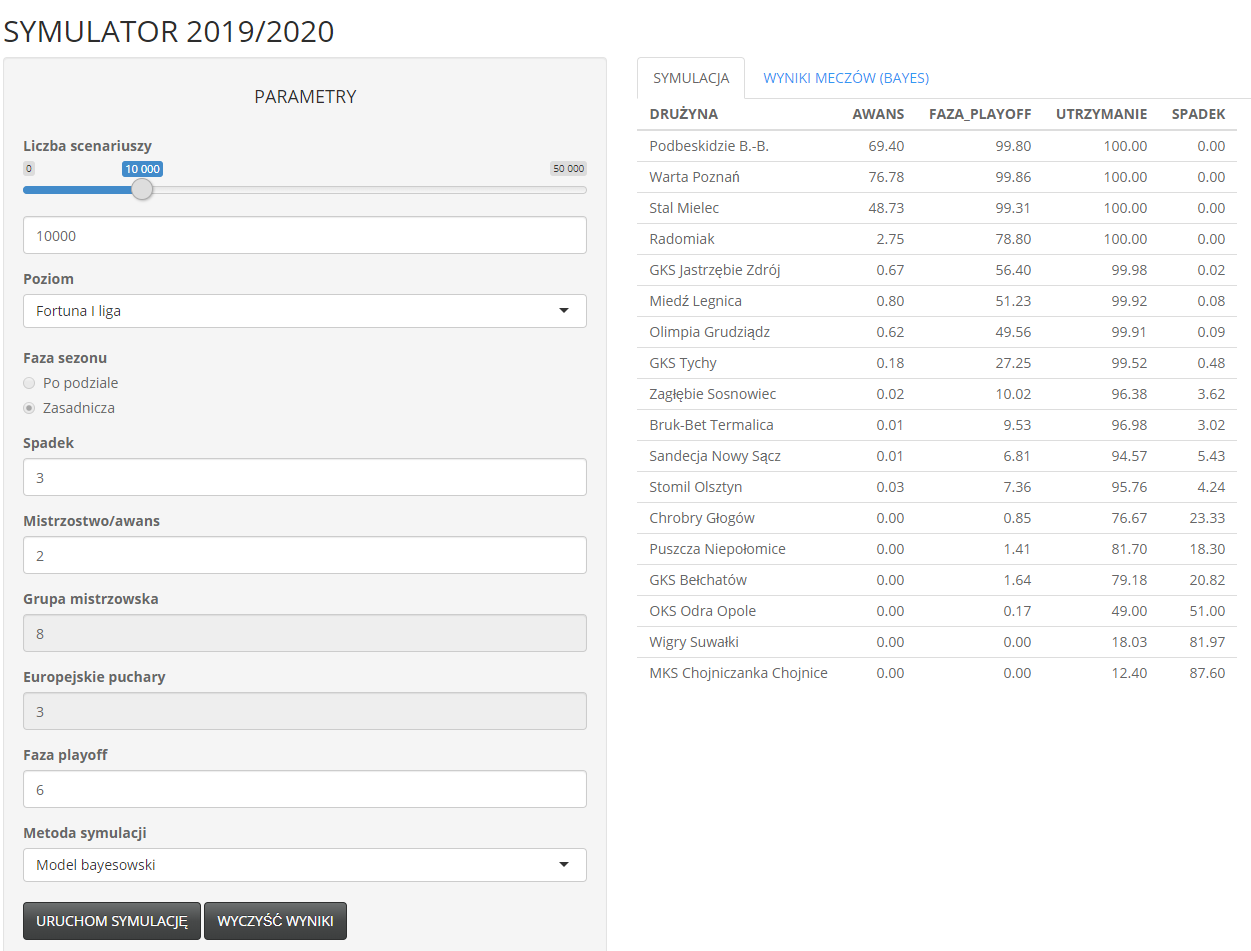 SYMULATOR 2019/2020
PARAMETRY
Liczba scenariuszy
0 10 000 50 000
10000
Poziom
Fortuna I liga
Faza sezonu
Po podziale
Zasadnicza
Spadek
3
Mistrzostwo/awans
2
Grupa mistrzowska
8
Europejskie puchary
3
Faza playoff
6
Metoda symulacji
Model bayesowski
URUCHOM SYMULACJĘ WYCZYŚĆ WYNIKI
SYMULACJA WYNIKI MECZÓW (BAYES)
DRUŻYNA AWANS FAZA_PLAYOFF UTRZYMANIE SPADEK
Podbeskidzie B.-B. 69.40 99.80 100.00 0.00
Warta Poznań 76.78 99.86 100.00 0.00
Stal Mielec 48.73 99.31 100.00 0.00
Radomiak 2.75 78.80 100.00 0.00
GKS Jastrzębie Zdrój 0.67 56.40 99.98 0.02
Miedź Legnica 0.80 51.23 99.92 0.08
Olimpia Grudziądz 0.62 49.56 99.91 0.09
GKS Tychy 0.18 27.25 99.52 0.48
Zagłębie Sosnowiec 0.02 10.02 96.38 3.62
Bruk-Bet Termalica 0.01 9.53 96.98 3.02
Sandecja Nowy Sącz 0.01 6.81 94.57 5.43
Stomil Olsztyn 0.03 7.36 95.76 4.24
Chrobry Głogów 0.00 0.85 76.67 23.33
Puszcza Niepołomice 0.00 1.41 81.70 18.30
GKS Bełchatów 0.00 1.64 79.18 20.82
OKS Odra Opole 0.00 0.17 49.00 51.00
Wigry Suwałki 0.00 0.00 18.03 81.97
MKS Chojniczanka Chojnice 0.00 0.00 12.40 87.60